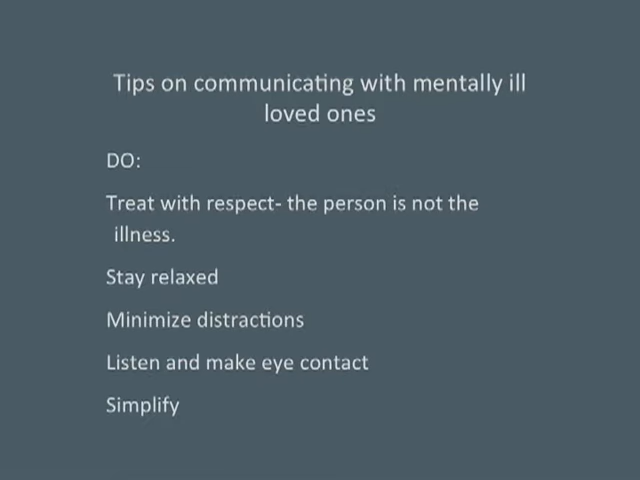 Tips on communicating with mentally ill
loved ones
DO:
Treat with respect- the person is not the
illness.
Stay relaxed
Minimize distractions
Listen and make eye contact
Simplify